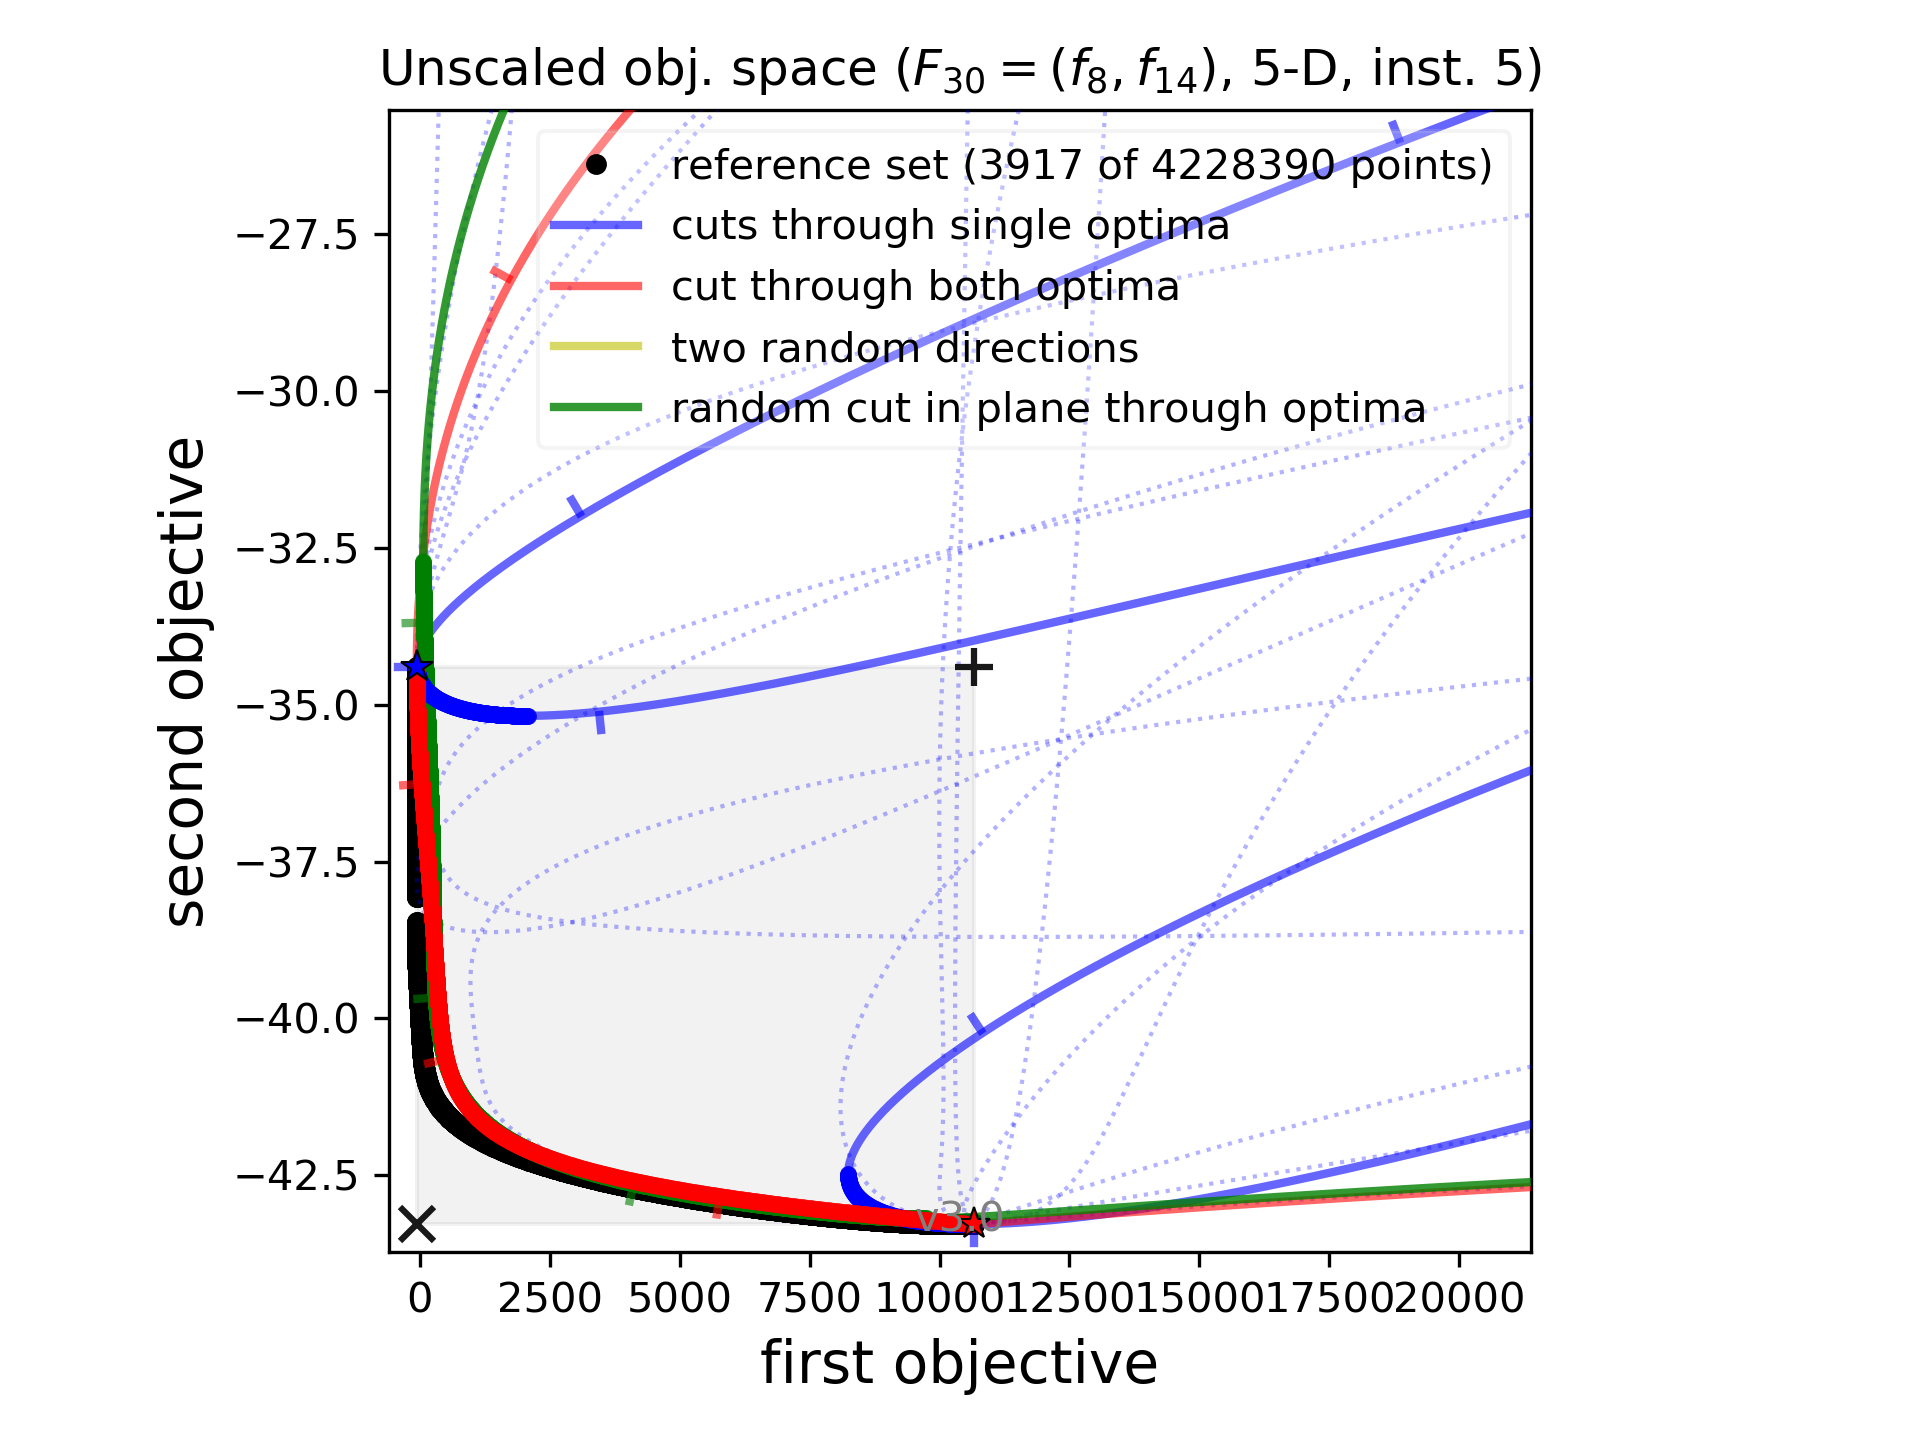 Unscaled obj. space (F₃₀ = (f₈, f₁₄), 5-D, inst. 5)
reference set (3917 of 4228390 points)
cuts through single optima
cut through both optima
two random directions
random cut in plane through optima
second objective
−27.5
−30.0
−32.5
−35.0
−37.5
−40.0
−42.5
v3.0
0 2500 5000 7500 10000 12500 15000 17500 20000
first objective